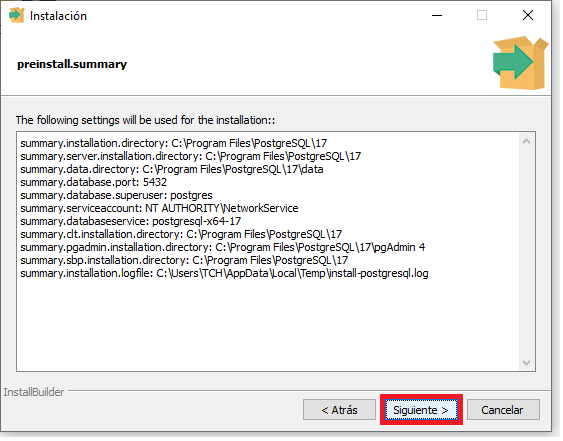 Instalación
preinstall.summary
The following settings will be used for the installation::
summary.installation.directory: C:\Program Files\PostgreSQL\17
summary.server.installation.directory: C:\Program Files\PostgreSQL\17
summary.data.directory: C:\Program Files\PostgreSQL\17\data
summary.database.port: 5432
summary.database.superuser: postgres
summary.serviceaccount: NT AUTHORITY\NetworkService
summary.databaseservice: postgresql-x64-17
summary.clt.installation.directory: C:\Program Files\PostgreSQL\17
summary.pgadmin.installation.directory: C:\Program Files\PostgreSQL\17\pgAdmin 4
summary.sbp.installation.directory: C:\Program Files\PostgreSQL\17
summary.installation.logfile: C:\Users\TCH\AppData\Local\Temp\install-postgresql.log
InstallBuilder
< Atrás
Siguiente >
Cancelar